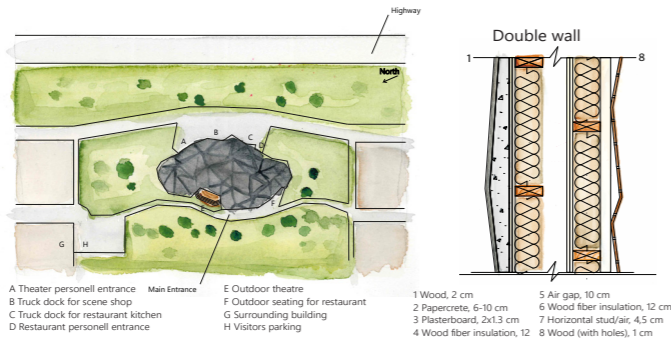 Highway
Double wall
1
8
North
A
B
C
D
E
F
G
H
Main Entrance
A Theater personell entrance
B Truck dock for scene shop
C Truck dock for restaurant kitchen
D Restaurant personell entrance
E Outdoor theatre
F Outdoor seating for restaurant
G Surrounding building
H Visitors parking
1 Wood, 2 cm
2 Papercrete, 6-10 cm
3 Plasterboard, 2x1.3 cm
4 Wood fiber insulation, 12
5 Air gap, 10 cm
6 Wood fiber insulation, 12 cm
7 Horizontal stud/air, 4,5 cm
8 Wood (with holes), 1 cm